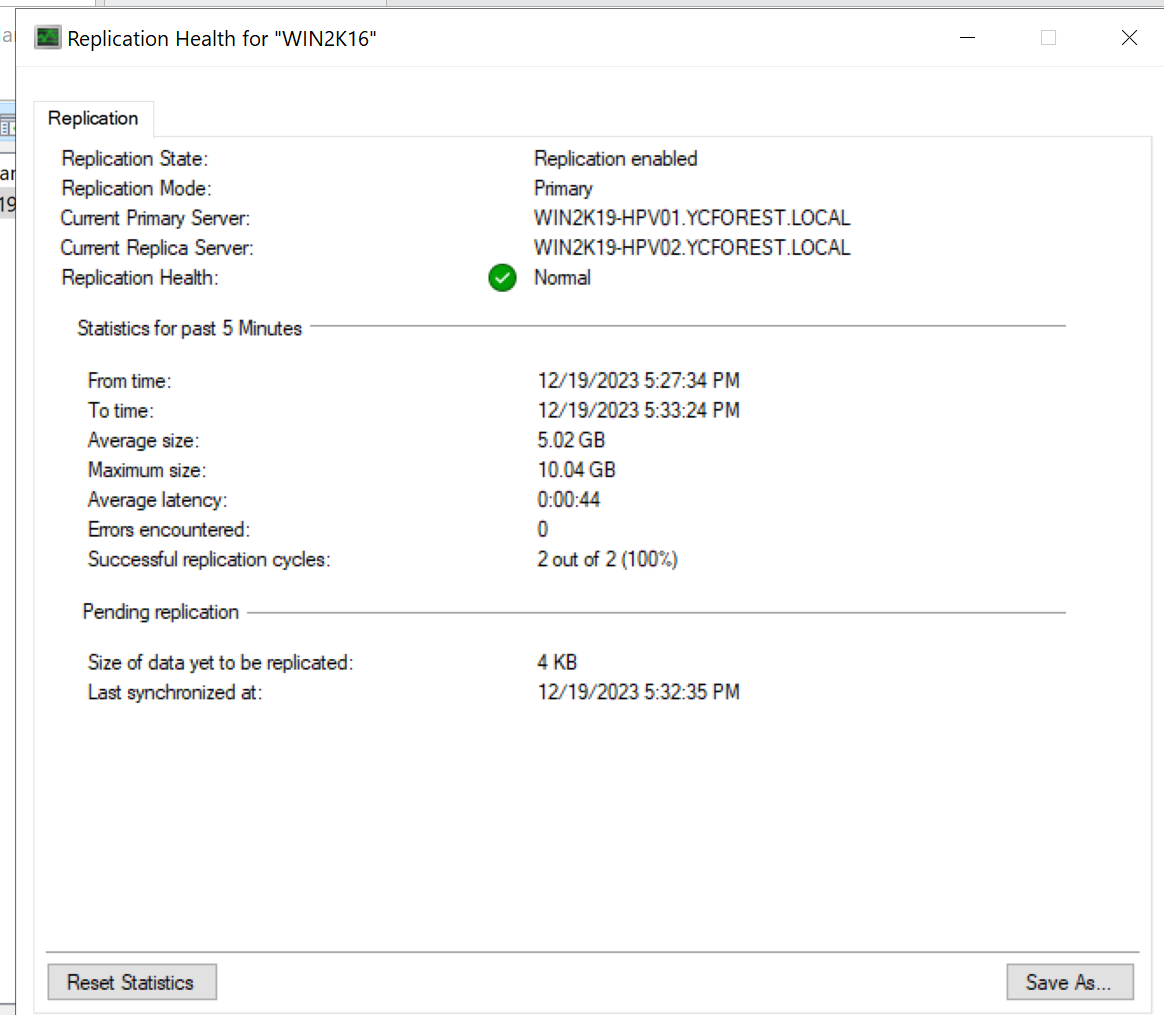 Replication Health for "WIN2K16"
Replication
Replication State: Replication enabled
Replication Mode: Primary
Current Primary Server: WIN2K19-HPV01.YCFOREST.LOCAL
Current Replica Server: WIN2K19-HPV02.YCFOREST.LOCAL
Replication Health: Normal
Statistics for past 5 Minutes
From time: 12/19/2023 5:27:34 PM
To time: 12/19/2023 5:33:24 PM
Average size: 5.02 GB
Maximum size: 10.04 GB
Average latency: 0:00:44
Errors encountered: 0
Successful replication cycles: 2 out of 2 (100%)
Pending replication
Size of data yet to be replicated: 4 KB
Last synchronized at: 12/19/2023 5:32:35 PM
Reset Statistics Save As...